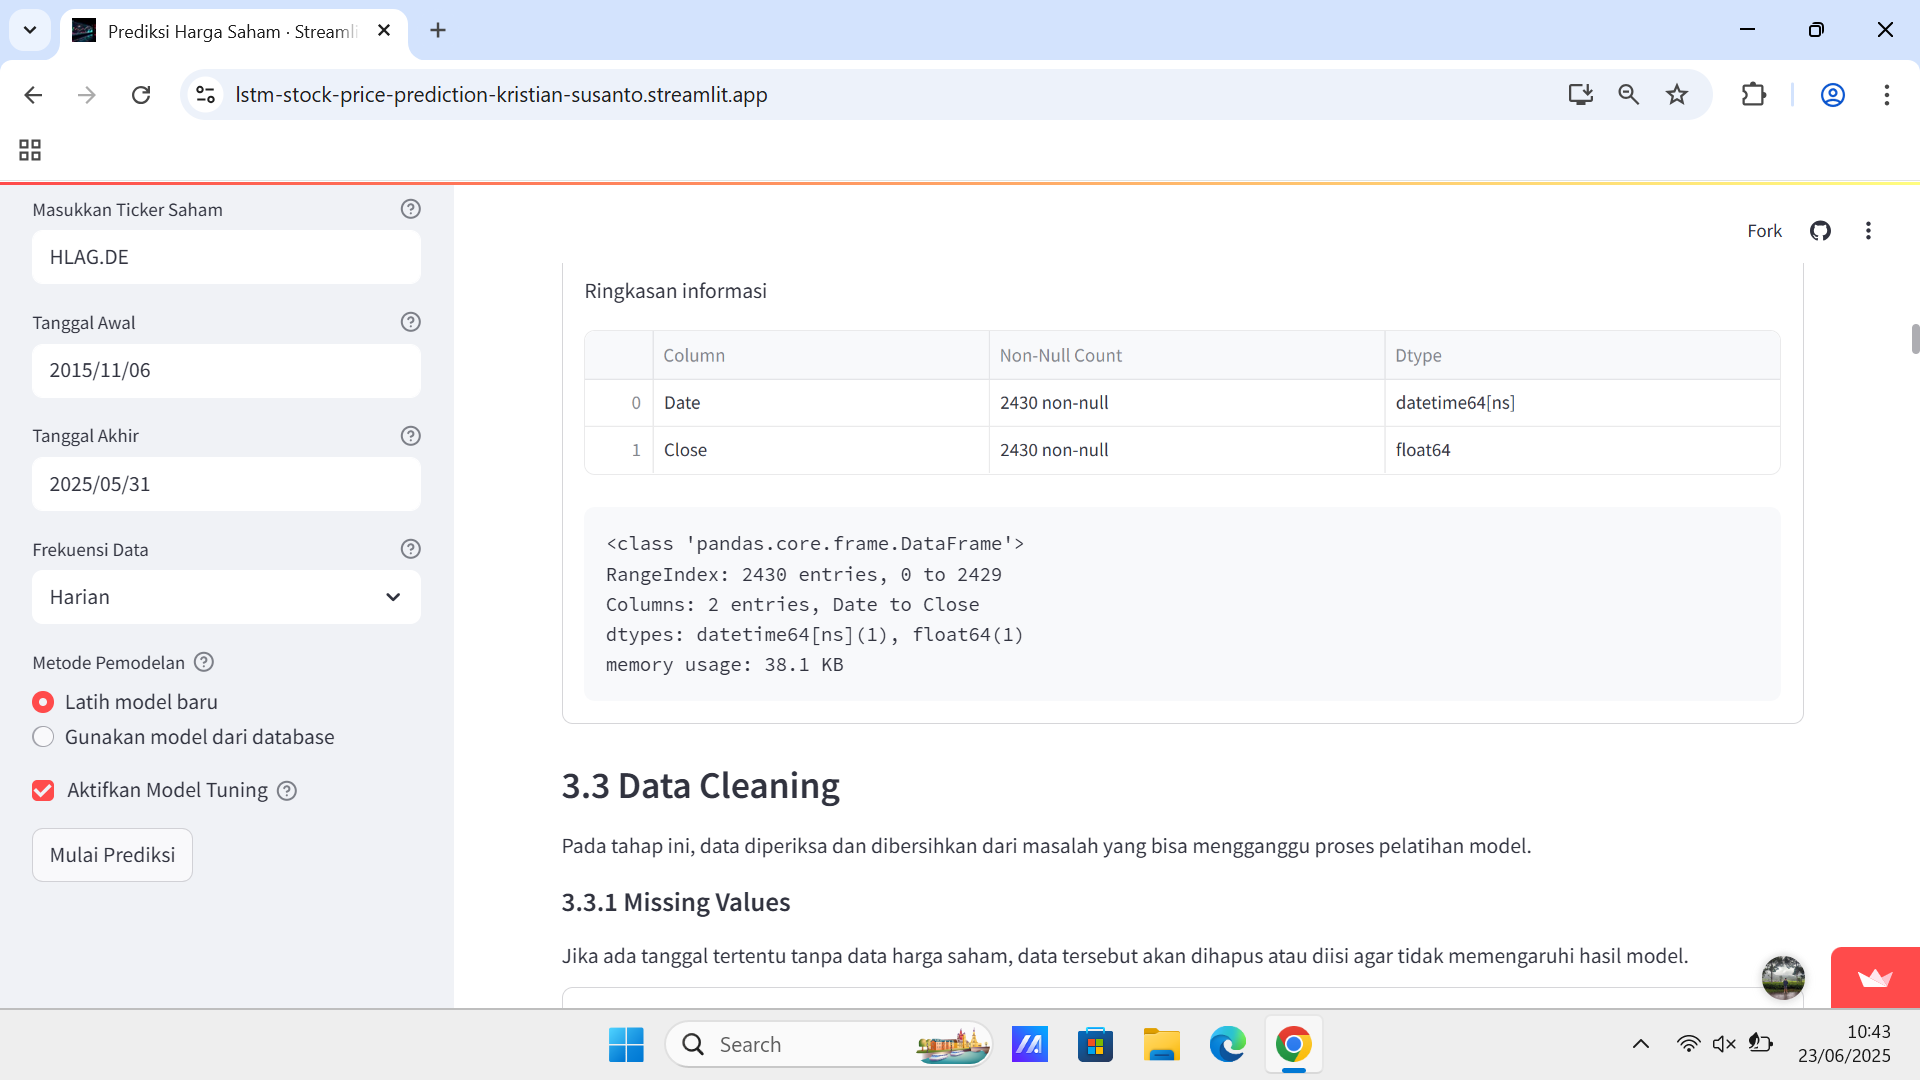 Prediksi Harga Saham · Streamli
lstm-stock-price-prediction-kristian-susanto.streamlit.app
Masukkan Ticker Saham
HLAG.DE
Tanggal Awal
2015/11/06
Tanggal Akhir
2025/05/31
Frekuensi Data
Harian
Metode Pemodelan
Latih model baru
Gunakan model dari database
Aktifkan Model Tuning
Mulai Prediksi
Fork
Ringkasan informasi
Column Non-Null Count Dtype
0 Date 2430 non-null datetime64[ns]
1 Close 2430 non-null float64
<class 'pandas.core.frame.DataFrame'>
RangeIndex: 2430 entries, 0 to 2429
Columns: 2 entries, Date to Close
dtypes: datetime64[ns](1), float64(1)
memory usage: 38.1 KB
3.3 Data Cleaning
Pada tahap ini, data diperiksa dan dibersihkan dari masalah yang bisa mengganggu proses pelatihan model.
3.3.1 Missing Values
Jika ada tanggal tertentu tanpa data harga saham, data tersebut akan dihapus atau diisi agar tidak memengaruhi hasil model.
Search
10:43
23/06/2025